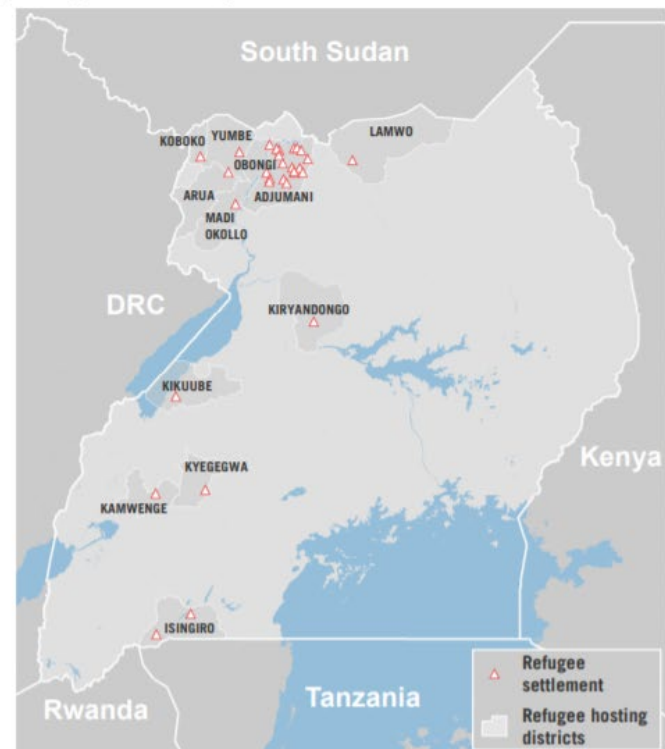 South Sudan
LAMWO
YUMBE
KOBOKO
OBONGI
ARUA
ADJUMANI
MADI
OKOLLO
DRC
KIRYANDONGO
KIKUUBE
Kenya
KYEGEGWA
KAMWENGE
ISINGIRO
Rwanda
Tanzania
Refugee
settlement
Refugee hosting
districts